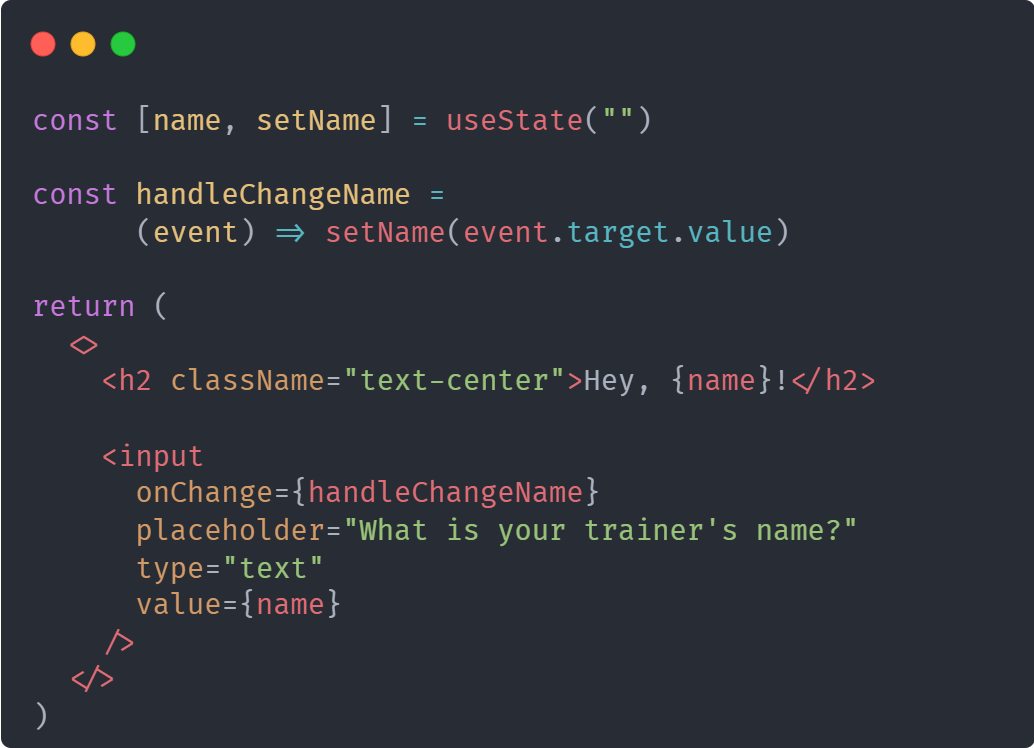 const [name, setName] = useState("")
const handleChangeName =
(event) => setName(event.target.value)
return (
<>
<h2 className="text-center">Hey, {name}!</h2>
<input
onChange={handleChangeName}
placeholder="What is your trainer's name?"
type="text"
value={name}
/>
</>
)